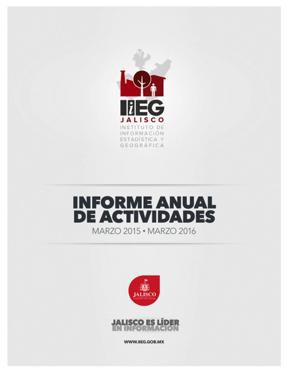 IIEG
JALISCO
INSTITUTO DE
INFORMACIÓN
ESTADÍSTICA Y
GEOGRÁFICA
INFORME ANUAL
DE ACTIVIDADES
MARZO 2015 • MARZO 2016
JALISCO
JALISCO ES LÍDER
EN INFORMACIÓN
WWW.IIEG.GOB.MX